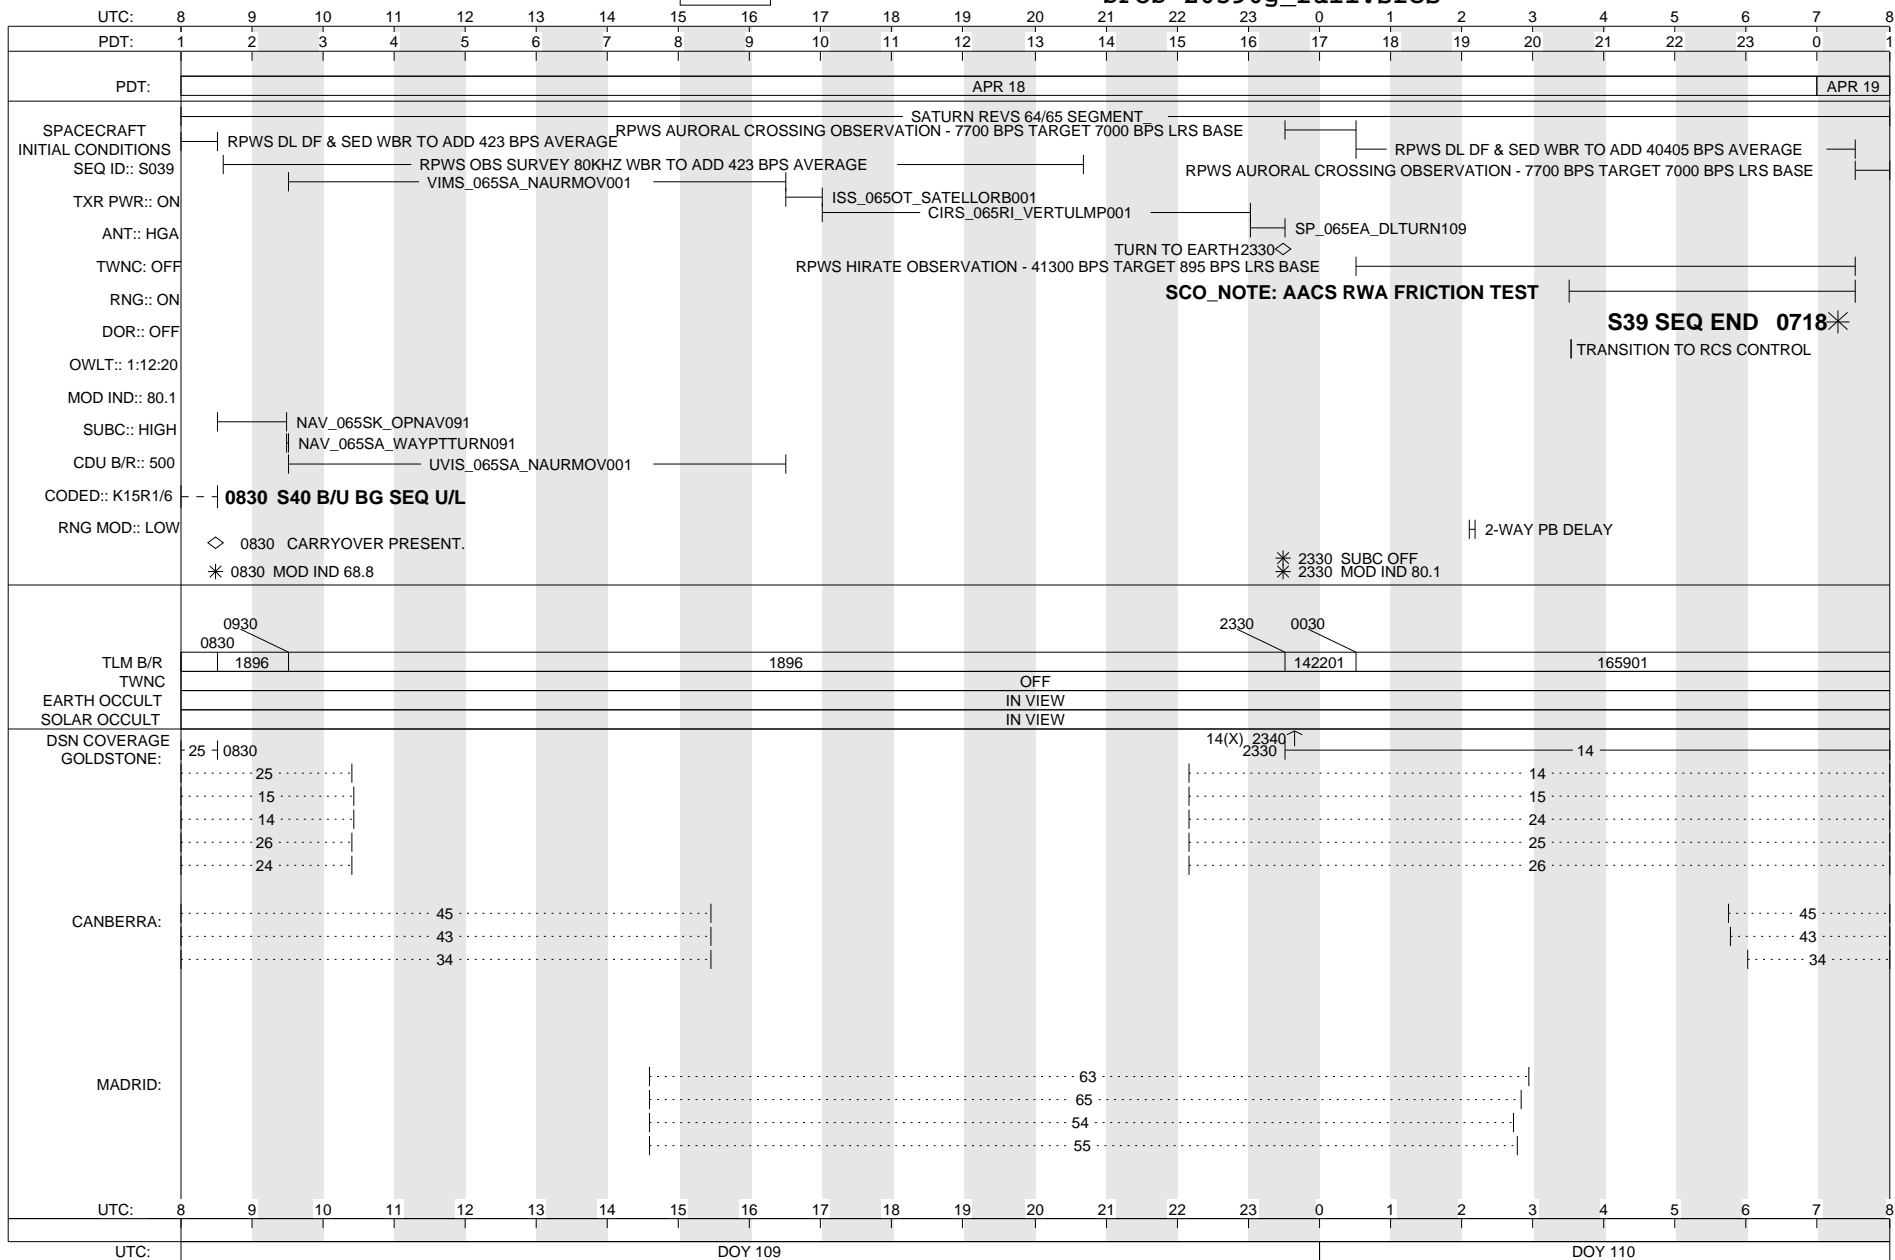 UTC: 8 9 10 11 12 13 14 15 16 17 18 19 20 21 22 23 0 1 2 3 4 5 6 7 8
PDT: 1 2 3 4 5 6 7 8 9 10 11 12 13 14 15 16 17 18 19 20 21 22 23 0 1
PDT: APR 18 APR 19
SATURN REVS 64/65 SEGMENT_
SPACECRAFT
INITIAL CONDITIONS
RPWS AURORAL CROSSING OBSERVATION - 7700 BPS TARGET 7000 BPS LRS BASE
RPWS DL DF & SED WBR TO ADD 423 BPS AVERAGE
RPWS DL DF & SED WBR TO ADD 40405 BPS AVERAGE
SEQ ID:: S039
RPWS OBS SURVEY 80KHZ WBR TO ADD 423 BPS AVERAGE
RPWS AURORAL CROSSING OBSERVATION - 7700 BPS TARGET 7000 BPS LRS BASE
VIMS_065SA_NAURMOV001
TXR PWR:: ON
ISS_065OT_SATELLORB001
CIRS_065RI_VERTULMP001
ANT:: HGA
SP_065EA_DLTURN109
TURN TO EARTH 2330
TWNC: OFF
RPWS HIRATE OBSERVATION - 41300 BPS TARGET 895 BPS LRS BASE
RNG:: ON
SCO_NOTE: AACS RWA FRICTION TEST
DOR:: OFF
S39 SEQ END 0718
TRANSITION TO RCS CONTROL
OWLT:: 1:12:20
MOD IND:: 80.1
SUBC:: HIGH
NAV_065SK_OPNAV091
NAV_065SA_WAYPTTURN091
CDU B/R:: 500
UVIS_065SA_NAURMOV001
CODED:: K15R1/6
0830 S40 B/U BG SEQ U/L
RNG MOD:: LOW
2-WAY PB DELAY
0830 CARRYOVER PRESENT.
2330 SUBC OFF
0830 MOD IND 68.8
2330 MOD IND 80.1
0930 2330 0030
0830
TLM B/R 1896 1896 142201 165901
TWNC OFF
EARTH OCCULT IN VIEW
SOLAR OCCULT IN VIEW
DSN COVERAGE
GOLDSTONE:
14(X) 2340
25 0830 2330 14
25 14
15 15
14 24
26 25
24 26
CANBERRA:
45 45
43 43
34 34
MADRID:
63
65
54
55
UTC: 8 9 10 11 12 13 14 15 16 17 18 19 20 21 22 23 0 1 2 3 4 5 6 7 8
UTC: DOY 109 DOY 110